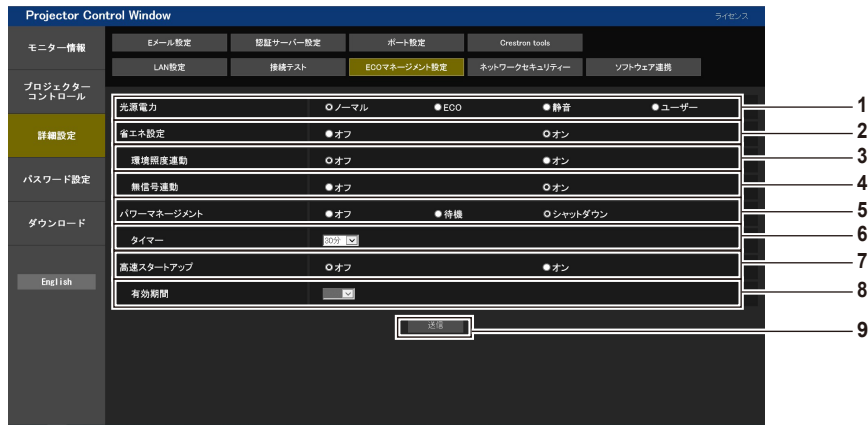 Projector Control Window ライセンス
モニター情報
プロジェクター
コントロール
詳細設定
パスワード設定
ダウンロード
English
Eメール設定 認証サーバー設定 ポート設定 Crestron tools
LAN設定 接続テスト ECOマネージメント設定 ネットワークセキュリティー ソフトウェア連携
光源電力 ノーマル ECO 静音 ユーザー 1
省エネ設定 オフ オン 2
環境照度連動 オフ オン 3
無信号連動 オフ オン 4
パワーマネージメント オフ 待機 シャットダウン 5
タイマー 30分 6
高速スタートアップ オフ オン 7
有効期間 8
送信 9